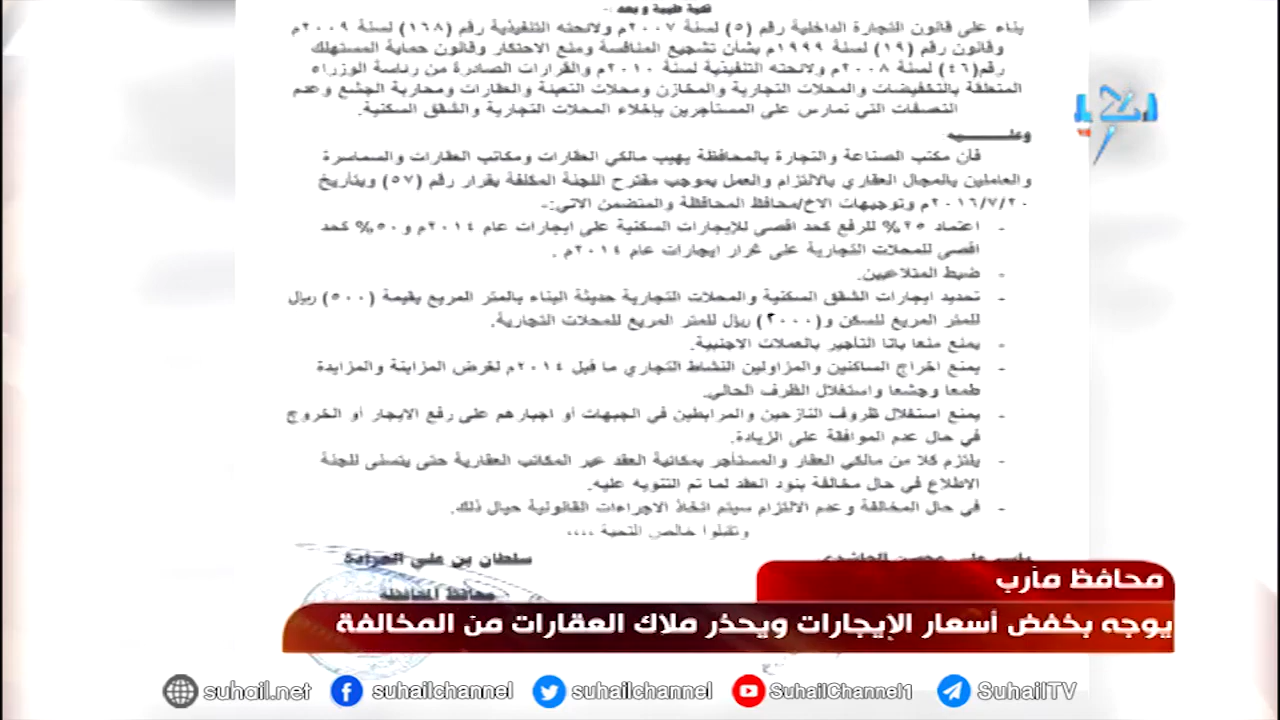 تحية طيبة وبعد :-
بناء على قانون التجارة الداخلية رقم (٥) لسنة ٢٠٠٧م ولائحته التنفيذية رقم (١٦٨) لسنة ٢٠٠٩م
وقانون رقم (١٩) لسنة ١٩٩٩م بشأن تشجيع المنافسة ومنع الاحتكار وقانون حماية المستهلك
رقم(٤٦) لسنة ٢٠٠٨م ولائحته التنفيذية لسنة ٢٠١٠م والقرارات الصادرة من رئاسة الوزراء
المتعلقة بالتخفيضات والمحلات التجارية والمخازن ومحلات التعبئة والعقارات ومحاربة الجشع وعدم
التصفات التي تمارس على المستأجرين بإخلاء المحلات التجارية والشقق السكنية.
وعليـــــه
فأن مكتب الصناعة والتجارة بالمحافظة يهيب مالكي العقارات ومكاتب العقارات والسماسرة
والعاملين بالمجال العقاري بالالتزام والعمل بموجب مقترح اللجنة المكلفة بقرار رقم (٥٧) وبتأريخ
٢٠١٦/٧/٢٠م وتوجيهات الاخ/محافظ المحافظة والمتضمن الاتي:-
- اعتماد ٢٥% للرفع كحد اقصى للإيجارات السكنية على ايجارات عام ٢٠١٤م و٥٠% كحد
اقصى للمحلات التجارية على غرار ايجارات عام ٢٠١٤م .
- ضبط المتلاعبين.
- تحديد ايجارات الشقق السكنية والمحلات التجارية حديثة البناء بالمتر المربع بقيمة (٥٠٠) ريال
للمتر المربع للسكن و(٢٠٠٠) ريال للمتر المربع للمحلات التجارية.
- يمنع منعا باتا التأجير بالعملات الاجنبية.
- يمنع اخراج الساكنين والمزاولين النشاط التجاري ما قبل ٢٠١٤م لغرض المزابنة والمزايدة
طمعا وجشعا واستغلال الظرف الحالي.
- يمنع استغلال ظروف النازحين والمرابطين في الجبهات أو اجبارهم على رفع الايجار أو الخروج
في حال عدم الموافقة على الزيادة.
- يلتزم كلا من مالكي العقار والمستأجر بمكاتبة العقد عبر المكاتب العقارية حتى يتسنى للجنة
الاطلاع في حال مخالفة بنود العقد لما تم التنويه عليه.
- في حال المخالفة وعدم الالتزام سيتم اتخاذ الاجراءات القانونية حيال ذلك.
وتقبلوا خالص التحية ،،،،
سلطان بن علي العرادة
محافظ المحافظة
محافظ مأرب
يوجه بخفض أسعار الإيجارات ويحذر ملاك العقارات من المخالفة
suhail.net suhailchannel suhailchannel SuhailChannel1 SuhailTV